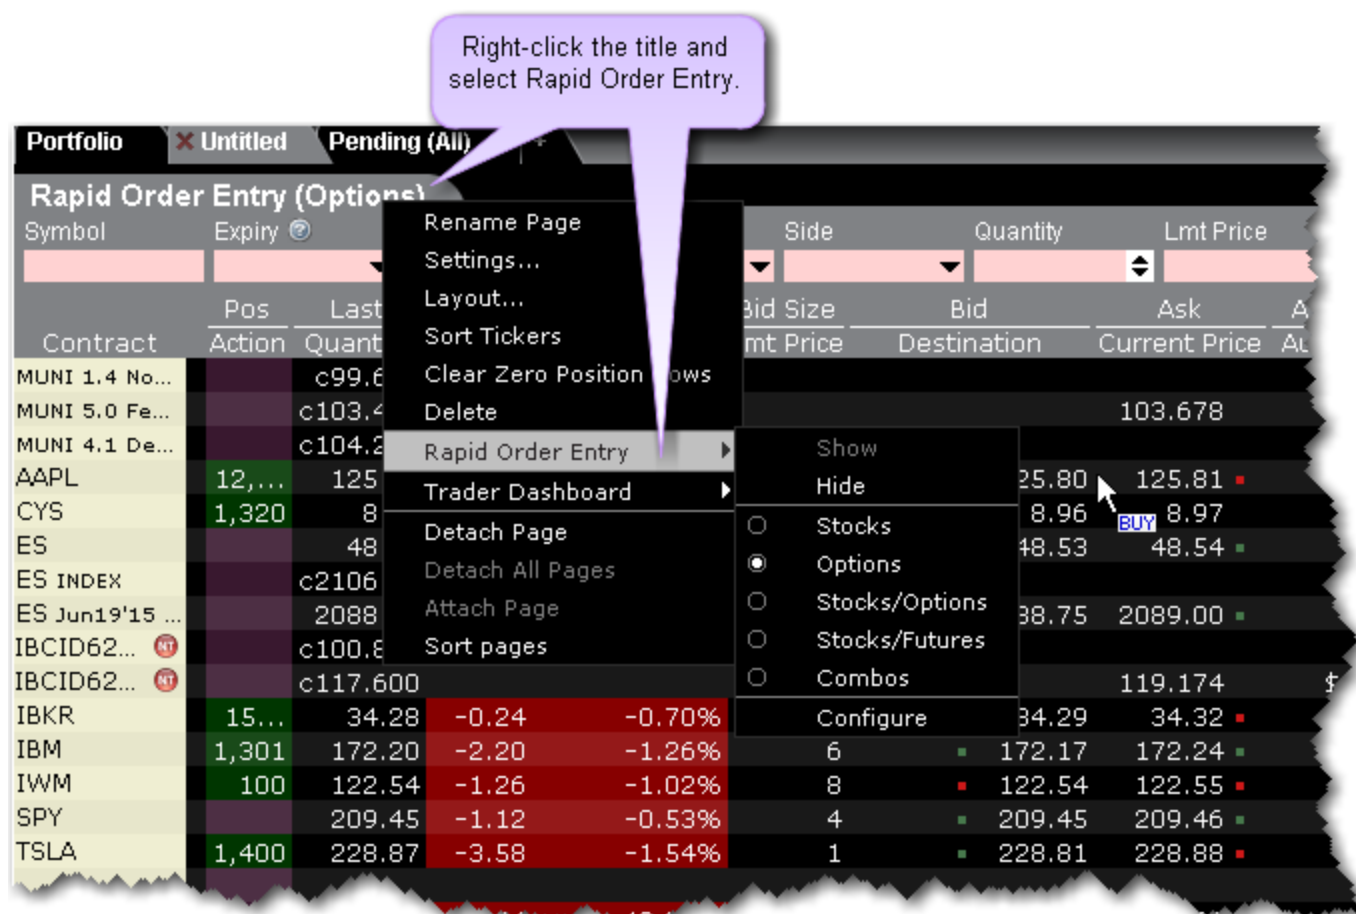 Right-click the title and
select Rapid Order Entry.
Portfolio Untitled Pending (All) +
Rapid Order Entry (Options)
Symbol Expiry Side Quantity Lmt Price
Pos Last Bid Size Bid Ask A
Contract Action Quant mt Price Destination Current Price Au
Rename Page
Settings...
Layout...
Sort Tickers
Clear Zero Position ows
Delete
Rapid Order Entry
Trader Dashboard
Detach Page
Detach All Pages
Attach Page
Sort pages
Show
Hide
Stocks
Options
Stocks/Options
Stocks/Futures
Combos
Configure
MUNI 1.4 No... c99.6
MUNI 5.0 Fe... c103.4 103.678
MUNI 4.1 De... c104.2
AAPL 12,... 125 25.80 125.81
BUY
CYS 1,320 8 8.96 8.97
ES 48 48.53 48.54
ES INDEX c2106
ES Jun19'15 ... 2088 88.75 2089.00
IBCID62... NT c100.8
IBCID62... NT c117.600 119.174 $
IBKR 15... 34.28 -0.24 -0.70% 34.29 34.32
IBM 1,301 172.20 -2.20 -1.26% 6 172.17 172.24
IWM 100 122.54 -1.26 -1.02% 8 122.54 122.55
SPY 209.45 -1.12 -0.53% 4 209.45 209.46
TSLA 1,400 228.87 -3.58 -1.54% 1 228.81 228.88